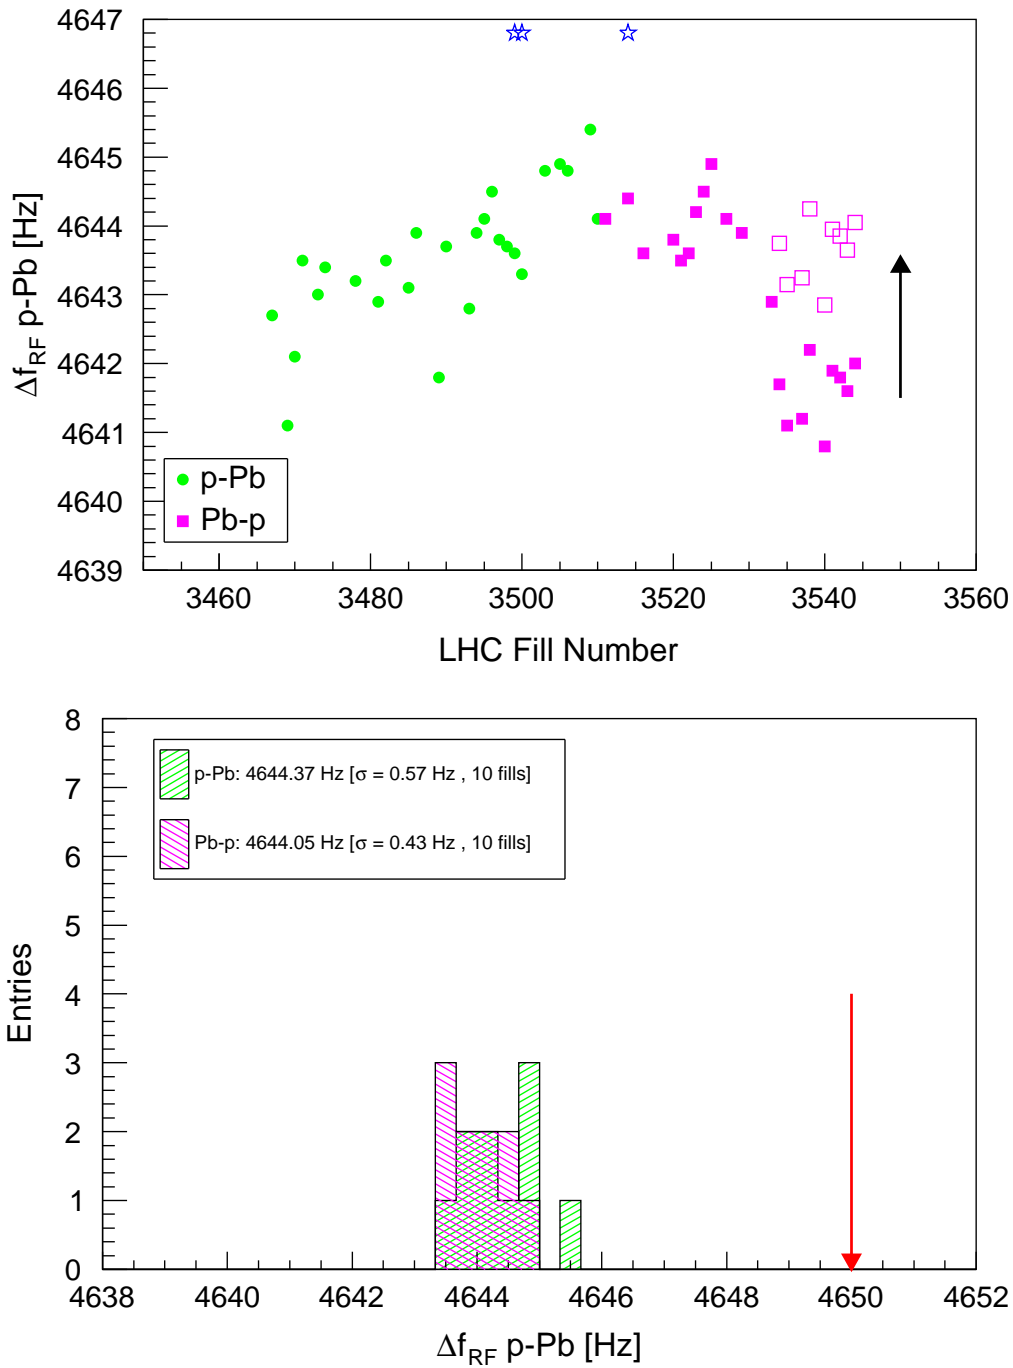 4647
4646
4645
4644
4643
4642
4641
4640
4639
Δf_RF p-Pb [Hz]
p-Pb
Pb-p
3460 3480 3500 3520 3540 3560
LHC Fill Number
8
7
6
5
4
3
2
1
0
Entries
p-Pb: 4644.37 Hz [σ = 0.57 Hz , 10 fills]
Pb-p: 4644.05 Hz [σ = 0.43 Hz , 10 fills]
4638 4640 4642 4644 4646 4648 4650 4652
Δf_RF p-Pb [Hz]